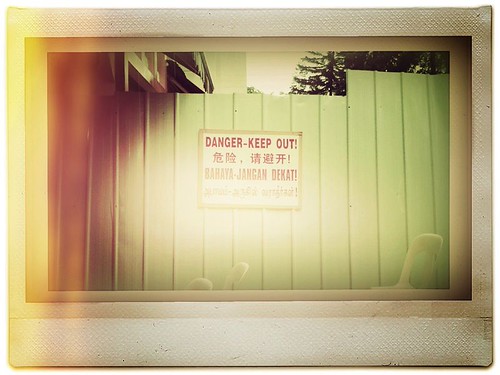 DANGER-KEEP OUT!
危险，请避开!
BAHAYA-JANGAN DEKAT!